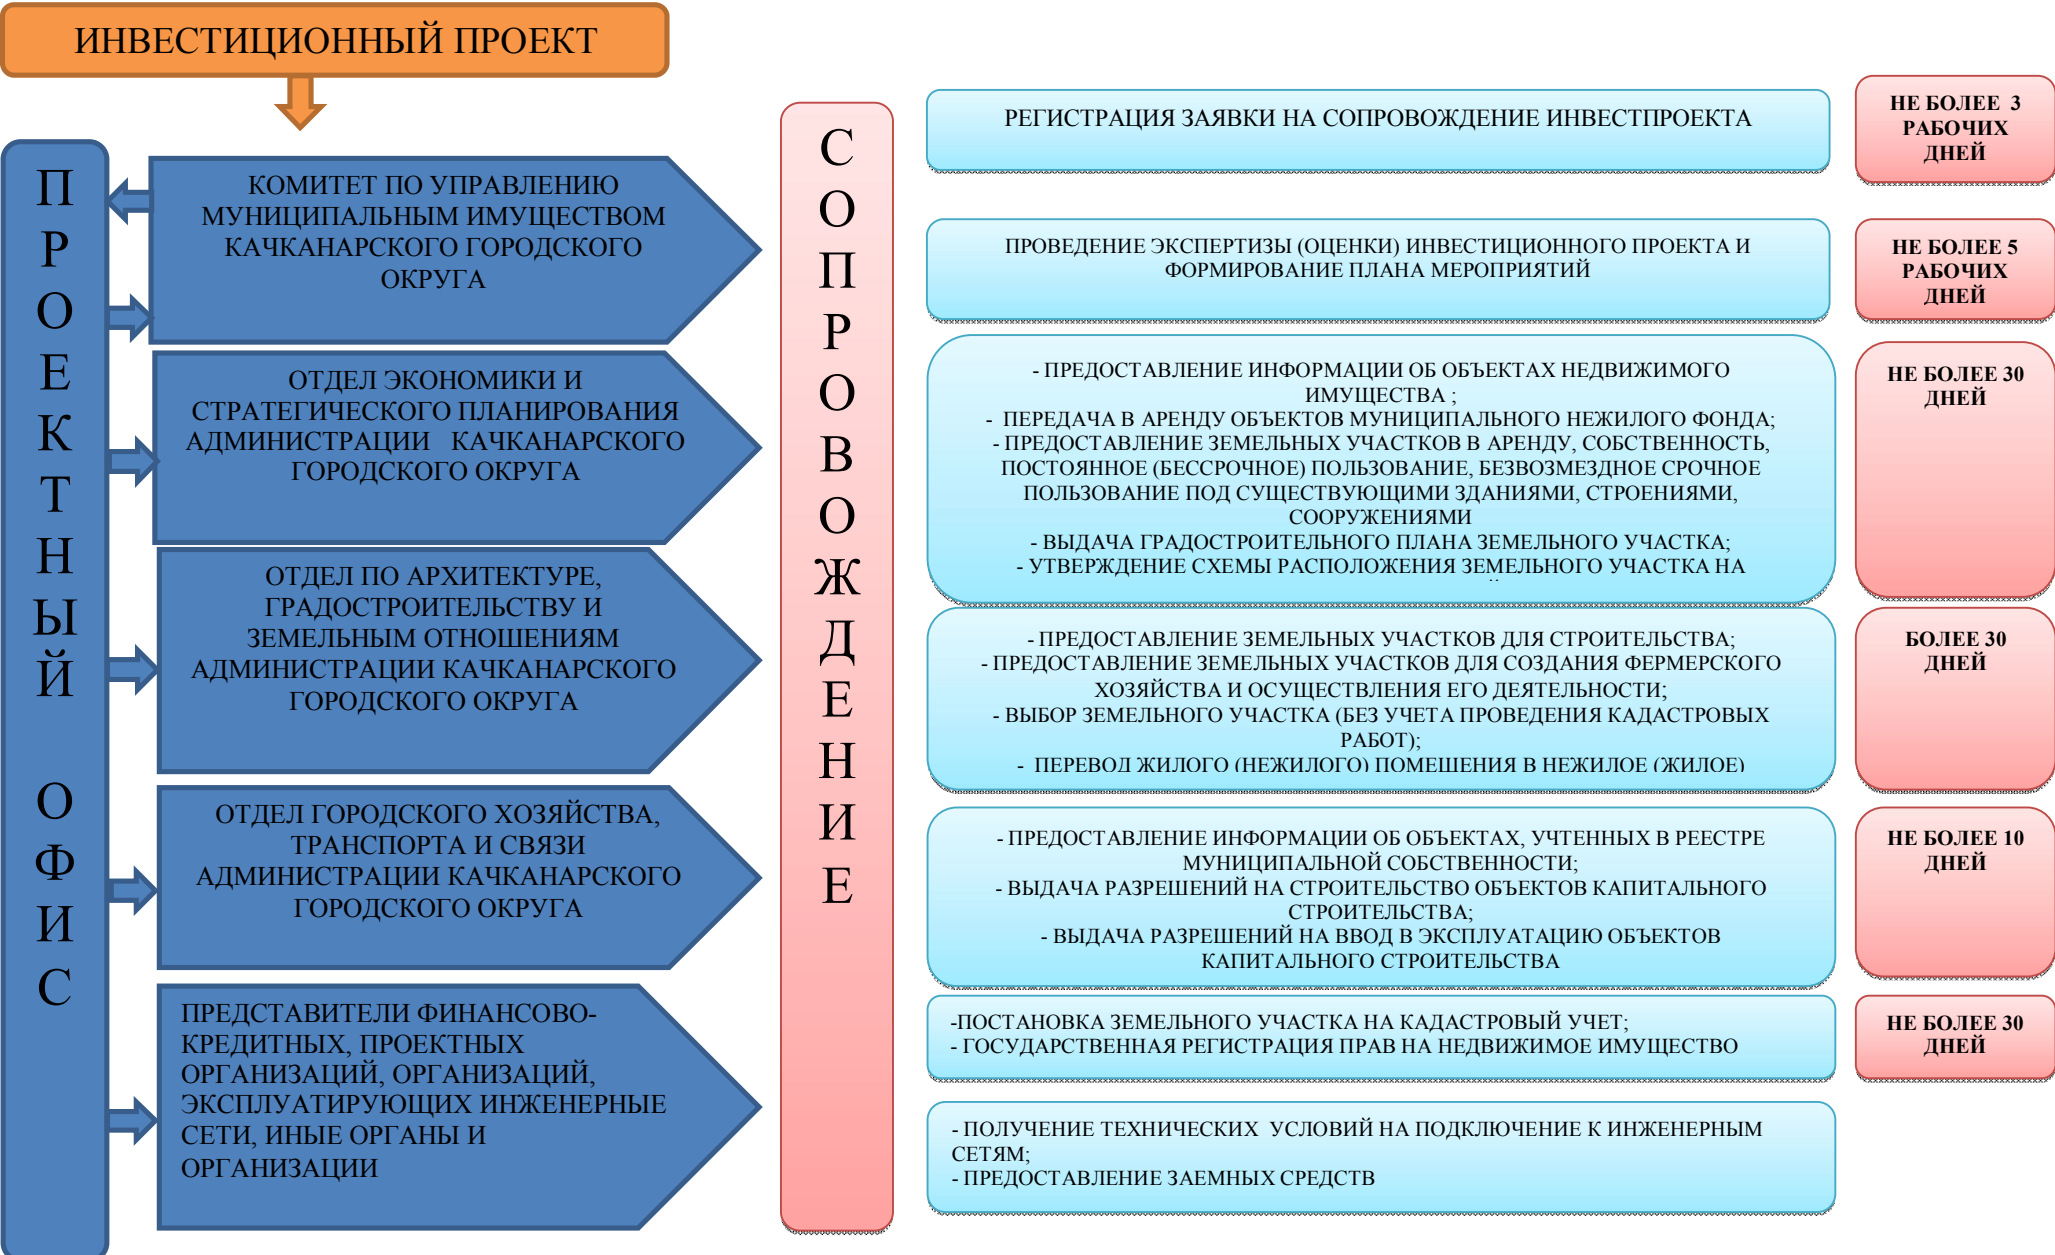 ИНВЕСТИЦИОННЫЙ ПРОЕКТ
П
Р
О
Е
К
Т
Н
Ы
Й
О
Ф
И
С
КОМИТЕТ ПО УПРАВЛЕНИЮ
МУНИЦИПАЛЬНЫМ ИМУЩЕСТВОМ
КАЧКАНАРСКОГО ГОРОДСКОГО
ОКРУГА
ОТДЕЛ ЭКОНОМИКИ И
СТРАТЕГИЧЕСКОГО ПЛАНИРОВАНИЯ
АДМИНИСТРАЦИИ КАЧКАНАРСКОГО
ГОРОДСКОГО ОКРУГА
ОТДЕЛ ПО АРХИТЕКТУРЕ,
ГРАДОСТРОИТЕЛЬСТВУ И
ЗЕМЕЛЬНЫМ ОТНОШЕНИЯМ
АДМИНИСТРАЦИИ КАЧКАНАРСКОГО
ГОРОДСКОГО ОКРУГА
ОТДЕЛ ГОРОДСКОГО ХОЗЯЙСТВА,
ТРАНСПОРТА И СВЯЗИ
АДМИНИСТРАЦИИ КАЧКАНАРСКОГО
ГОРОДСКОГО ОКРУГА
ПРЕДСТАВИТЕЛИ ФИНАНСОВО-
КРЕДИТНЫХ, ПРОЕКТНЫХ
ОРГАНИЗАЦИЙ, ОРГАНИЗАЦИЙ,
ЭКСПЛУАТИРУЮЩИХ ИНЖЕНЕРНЫЕ
СЕТИ, ИНЫЕ ОРГАНЫ И
ОРГАНИЗАЦИИ
С
О
П
Р
О
В
О
Ж
Д
Е
Н
И
Е
РЕГИСТРАЦИЯ ЗАЯВКИ НА СОПРОВОЖДЕНИЕ ИНВЕСТПРОЕКТА
НЕ БОЛЕЕ 3
РАБОЧИХ
ДНЕЙ
ПРОВЕДЕНИЕ ЭКСПЕРТИЗЫ (ОЦЕНКИ) ИНВЕСТИЦИОННОГО ПРОЕКТА И
ФОРМИРОВАНИЕ ПЛАНА МЕРОПРИЯТИЙ
НЕ БОЛЕЕ 5
РАБОЧИХ
ДНЕЙ
- ПРЕДОСТАВЛЕНИЕ ИНФОРМАЦИИ ОБ ОБЪЕКТАХ НЕДВИЖИМОГО
ИМУЩЕСТВА ;
- ПЕРЕДАЧА В АРЕНДУ ОБЪЕКТОВ МУНИЦИПАЛЬНОГО НЕЖИЛОГО ФОНДА;
- ПРЕДОСТАВЛЕНИЕ ЗЕМЕЛЬНЫХ УЧАСТКОВ В АРЕНДУ, СОБСТВЕННОСТЬ,
ПОСТОЯННОЕ (БЕССРОЧНОЕ) ПОЛЬЗОВАНИЕ, БЕЗВОЗМЕЗДНОЕ СРОЧНОЕ
ПОЛЬЗОВАНИЕ ПОД СУЩЕСТВУЮЩИМИ ЗДАНИЯМИ, СТРОЕНИЯМИ,
СООРУЖЕНИЯМИ
- ВЫДАЧА ГРАДОСТРОИТЕЛЬНОГО ПЛАНА ЗЕМЕЛЬНОГО УЧАСТКА;
- УТВЕРЖДЕНИЕ СХЕМЫ РАСПОЛОЖЕНИЯ ЗЕМЕЛЬНОГО УЧАСТКА НА
НЕ БОЛЕЕ 30
ДНЕЙ
- ПРЕДОСТАВЛЕНИЕ ЗЕМЕЛЬНЫХ УЧАСТКОВ ДЛЯ СТРОИТЕЛЬСТВА;
- ПРЕДОСТАВЛЕНИЕ ЗЕМЕЛЬНЫХ УЧАСТКОВ ДЛЯ СОЗДАНИЯ ФЕРМЕРСКОГО
ХОЗЯЙСТВА И ОСУЩЕСТВЛЕНИЯ ЕГО ДЕЯТЕЛЬНОСТИ;
- ВЫБОР ЗЕМЕЛЬНОГО УЧАСТКА (БЕЗ УЧЕТА ПРОВЕДЕНИЯ КАДАСТРОВЫХ
РАБОТ);
- ПЕРЕВОД ЖИЛОГО (НЕЖИЛОГО) ПОМЕЩЕНИЯ В НЕЖИЛОЕ (ЖИЛОЕ)
БОЛЕЕ 30
ДНЕЙ
- ПРЕДОСТАВЛЕНИЕ ИНФОРМАЦИИ ОБ ОБЪЕКТАХ, УЧТЕННЫХ В РЕЕСТРЕ
МУНИЦИПАЛЬНОЙ СОБСТВЕННОСТИ;
- ВЫДАЧА РАЗРЕШЕНИЙ НА СТРОИТЕЛЬСТВО ОБЪЕКТОВ КАПИТАЛЬНОГО
СТРОИТЕЛЬСТВА;
- ВЫДАЧА РАЗРЕШЕНИЙ НА ВВОД В ЭКСПЛУАТАЦИЮ ОБЪЕКТОВ
КАПИТАЛЬНОГО СТРОИТЕЛЬСТВА
НЕ БОЛЕЕ 10
ДНЕЙ
-ПОСТАНОВКА ЗЕМЕЛЬНОГО УЧАСТКА НА КАДАСТРОВЫЙ УЧЕТ;
- ГОСУДАРСТВЕННАЯ РЕГИСТРАЦИЯ ПРАВ НА НЕДВИЖИМОЕ ИМУЩЕСТВО
НЕ БОЛЕЕ 30
ДНЕЙ
- ПОЛУЧЕНИЕ ТЕХНИЧЕСКИХ УСЛОВИЙ НА ПОДКЛЮЧЕНИЕ К ИНЖЕНЕРНЫМ
СЕТЯМ;
- ПРЕДОСТАВЛЕНИЕ ЗАЕМНЫХ СРЕДСТВ